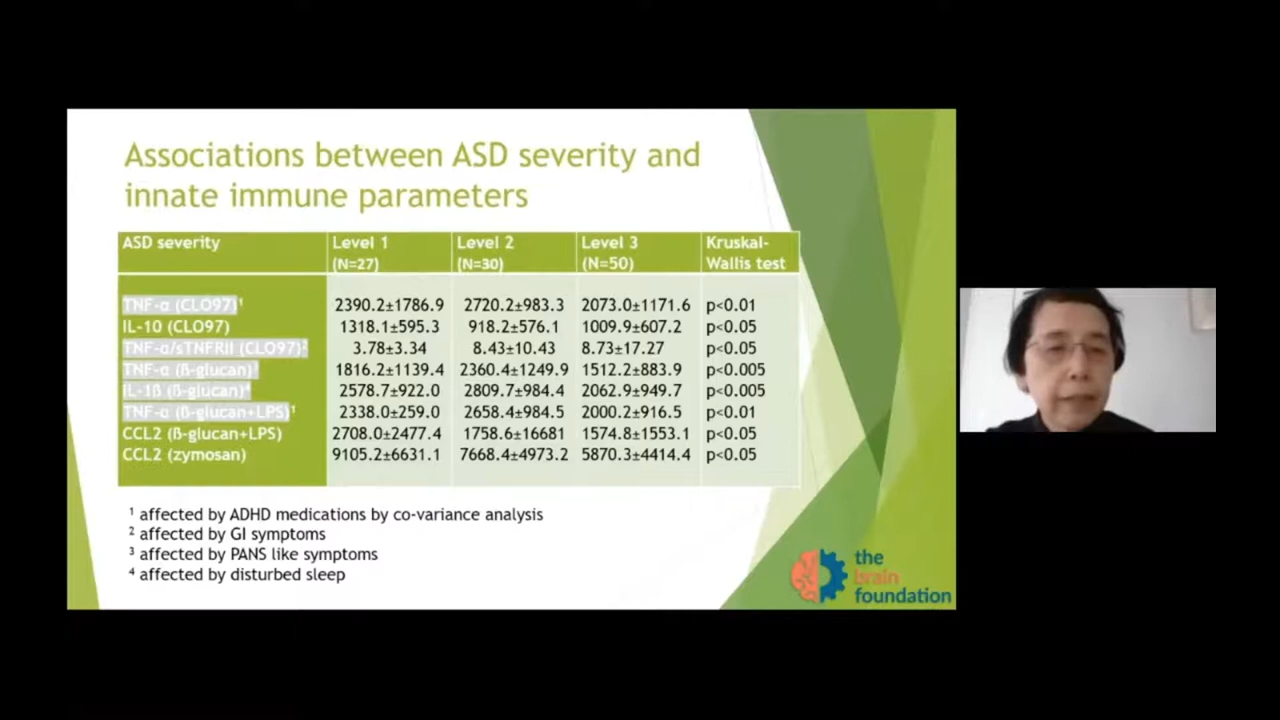 Associations between ASD severity and
innate immune parameters
ASD severity Level 1 Level 2 Level 3 Kruskal-
(N=27) (N=30) (N=50) Wallis test
TNF-α (CLO97)¹ 2390.2±1786.9 2720.2±983.3 2073.0±1171.6 p<0.01
IL-10 (CLO97) 1318.1±595.3 918.2±576.1 1009.9±607.2 p<0.05
TNF-α/sTNFRII (CLO97)² 3.78±3.34 8.43±10.43 8.73±17.27 p<0.05
TNF-α (ß-glucan)³ 1816.2±1139.4 2360.4±1249.9 1512.2±883.9 p<0.005
IL-1ß (ß-glucan)⁴ 2578.7±922.0 2809.7±984.4 2062.9±949.7 p<0.005
TNF-α (ß-glucan+LPS)¹ 2338.0±259.0 2658.4±984.5 2000.2±916.5 p<0.01
CCL2 (ß-glucan+LPS) 2708.0±2477.4 1758.6±16681 1574.8±1553.1 p<0.05
CCL2 (zymosan) 9105.2±6631.1 7668.4±4973.2 5870.3±4414.4 p<0.05
¹ affected by ADHD medications by co-variance analysis
² affected by GI symptoms
³ affected by PANS like symptoms
⁴ affected by disturbed sleep
the
brain
foundation